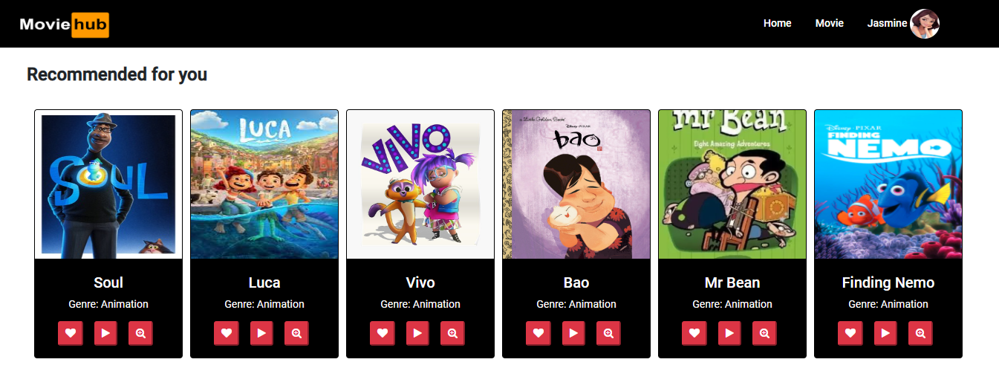 Movie hub
Home Movie Jasmine
Recommended for you
SOUL
LUCA
VIVO
a Little Golden Book
Disney · PIXAR
bao
mr Bean
Eight Amazing Adventures
Disney · PIXAR
FINDING
NEMO
Soul Luca Vivo Bao Mr Bean Finding Nemo
Genre: Animation Genre: Animation Genre: Animation Genre: Animation Genre: Animation Genre: Animation